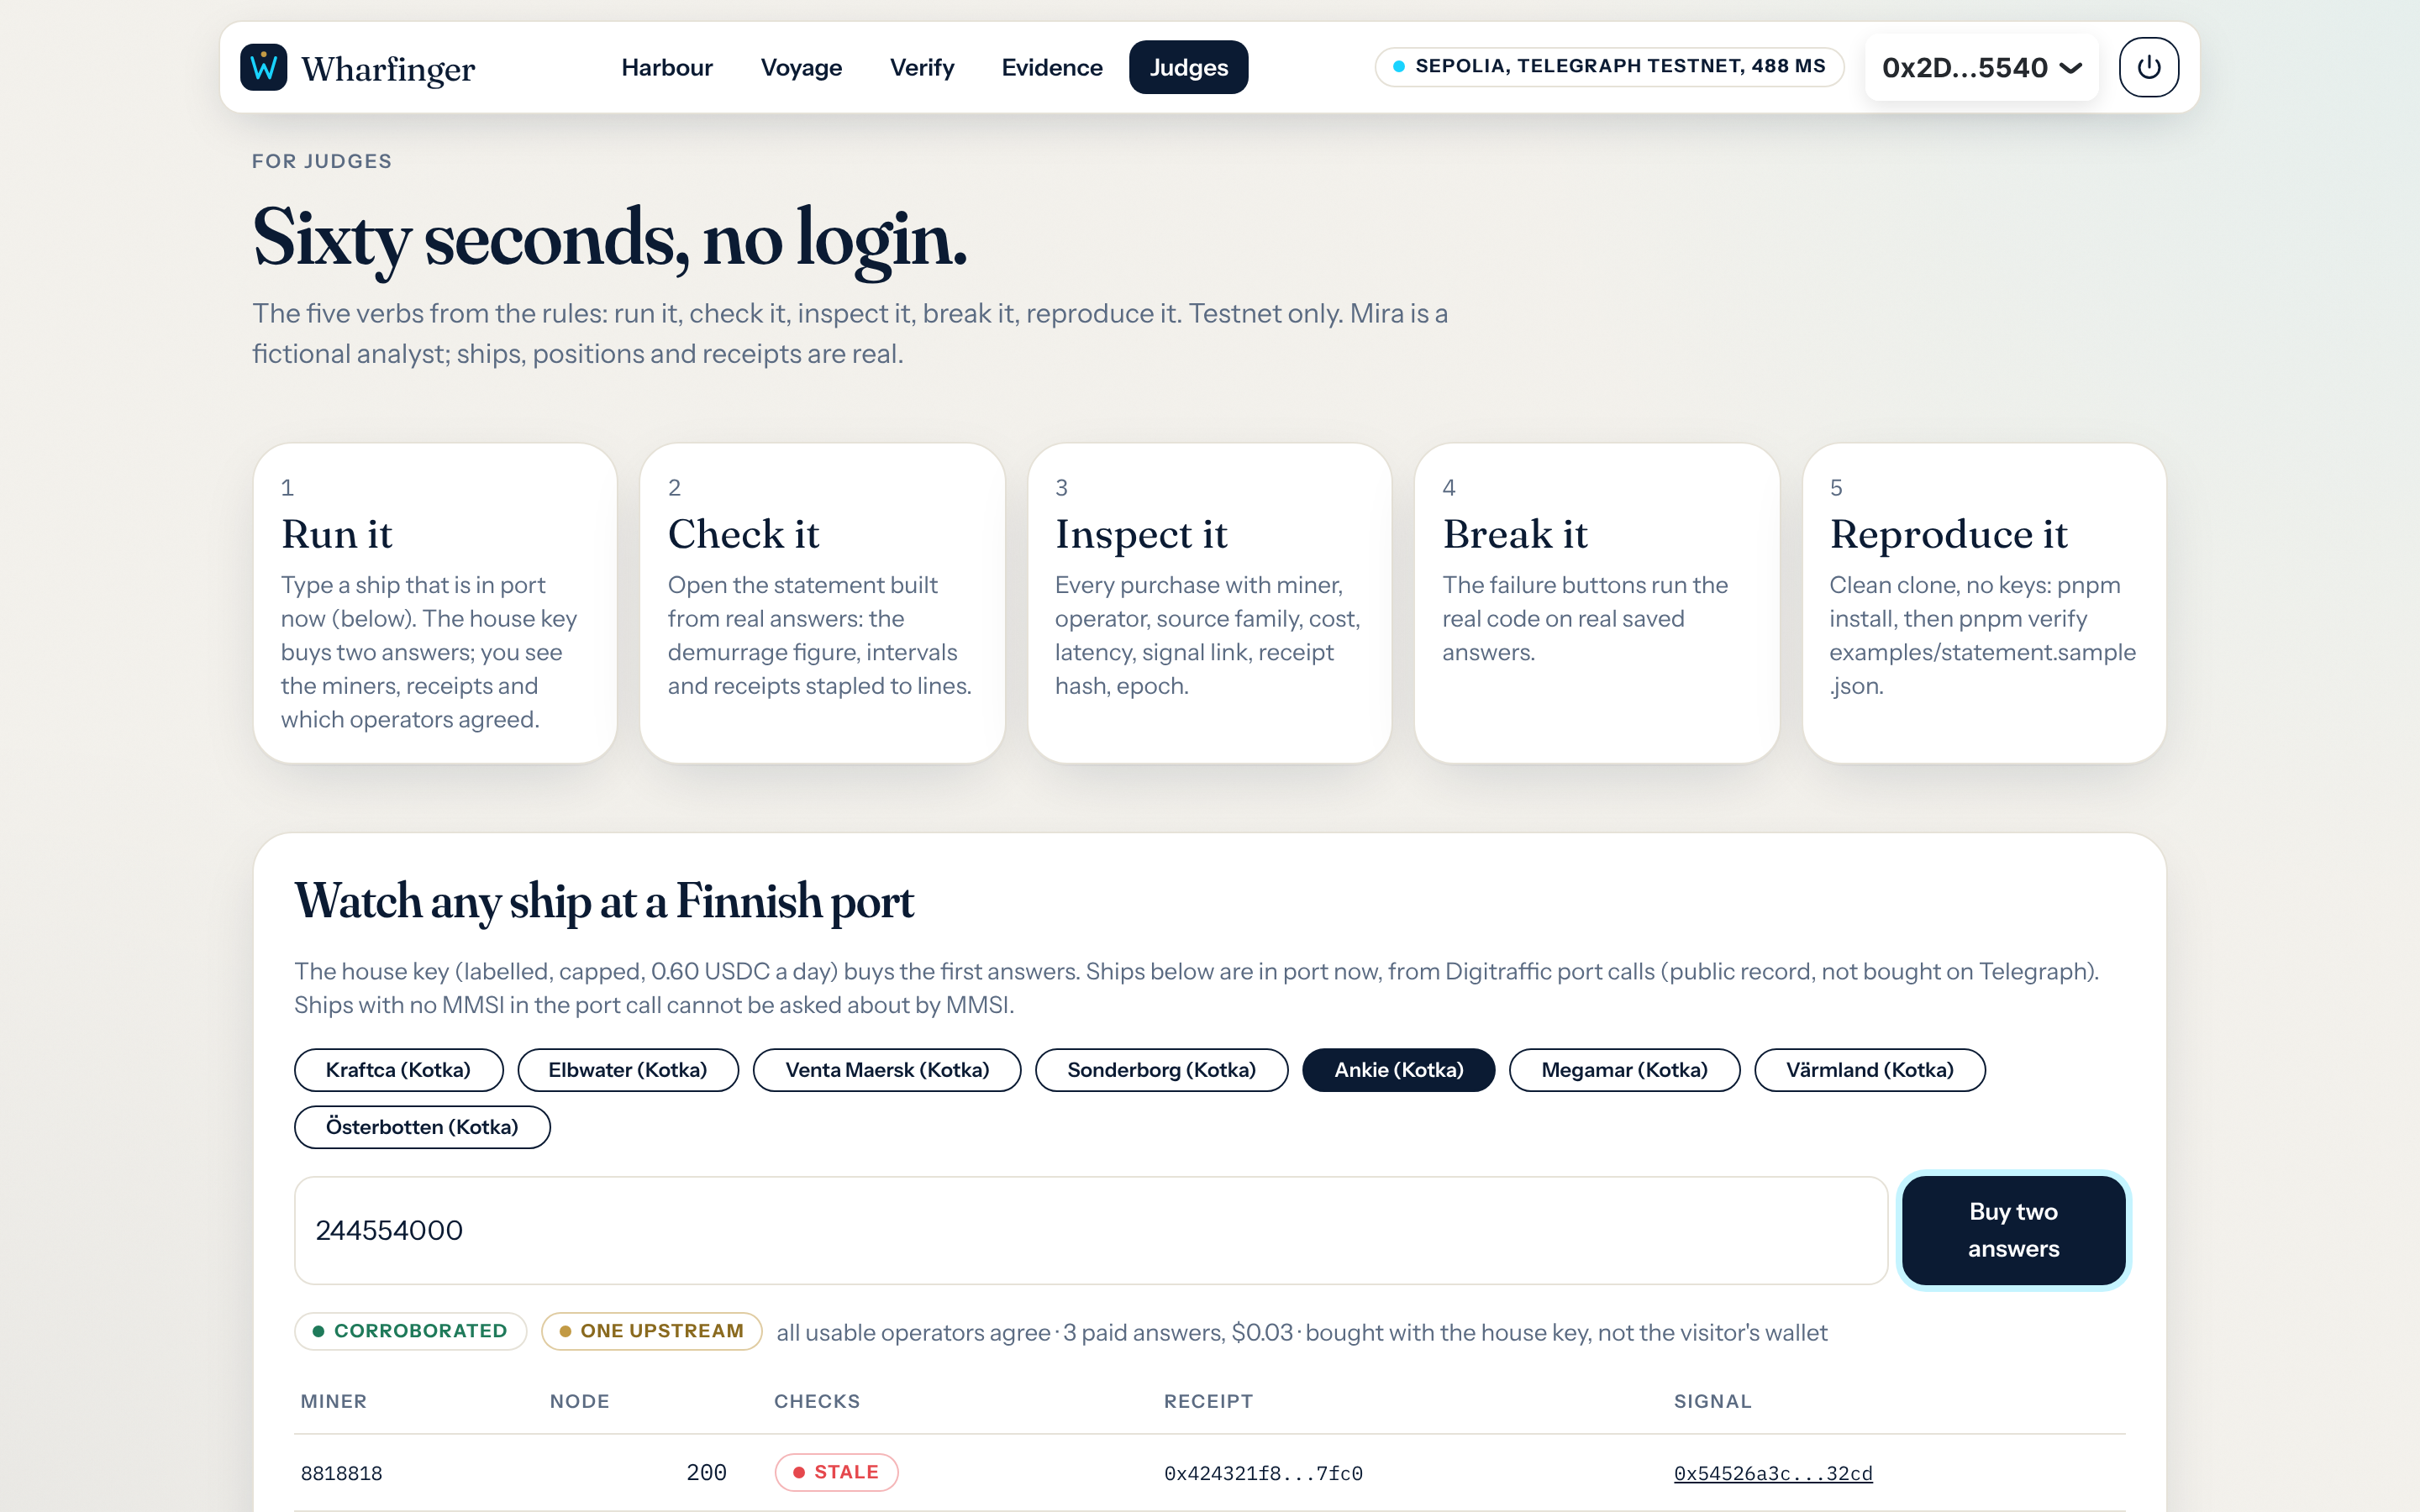 Wharfinger
Harbour
Voyage
Verify
Evidence
Judges
SEPOLIA, TELEGRAPH TESTNET, 488 MS
0x2D...5540
FOR JUDGES
Sixty seconds, no login.
The five verbs from the rules: run it, check it, inspect it, break it, reproduce it. Testnet only. Mira is a
fictional analyst; ships, positions and receipts are real.
1
Run it
Type a ship that is in port
now (below). The house key
buys two answers; you see
the miners, receipts and
which operators agreed.
2
Check it
Open the statement built
from real answers: the
demurrage figure, intervals
and receipts stapled to lines.
3
Inspect it
Every purchase with miner,
operator, source family, cost,
latency, signal link, receipt
hash, epoch.
4
Break it
The failure buttons run the
real code on real saved
answers.
5
Reproduce it
Clean clone, no keys: pnpm
install, then pnpm verify
examples/statement.sample
.json.
Watch any ship at a Finnish port
The house key (labelled, capped, 0.60 USDC a day) buys the first answers. Ships below are in port now, from Digitraffic port calls (public record, not bought on Telegraph).
Ships with no MMSI in the port call cannot be asked about by MMSI.
Kraftca (Kotka)
Elbwater (Kotka)
Venta Maersk (Kotka)
Sonderborg (Kotka)
Ankie (Kotka)
Megamar (Kotka)
Värmland (Kotka)
Österbotten (Kotka)
244554000
Buy two
answers
CORROBORATED
ONE UPSTREAM
all usable operators agree · 3 paid answers, $0.03 · bought with the house key, not the visitor's wallet
MINER NODE CHECKS RECEIPT SIGNAL
8818818 200 STALE 0x424321f8...7fc0 0x54526a3c...32cd